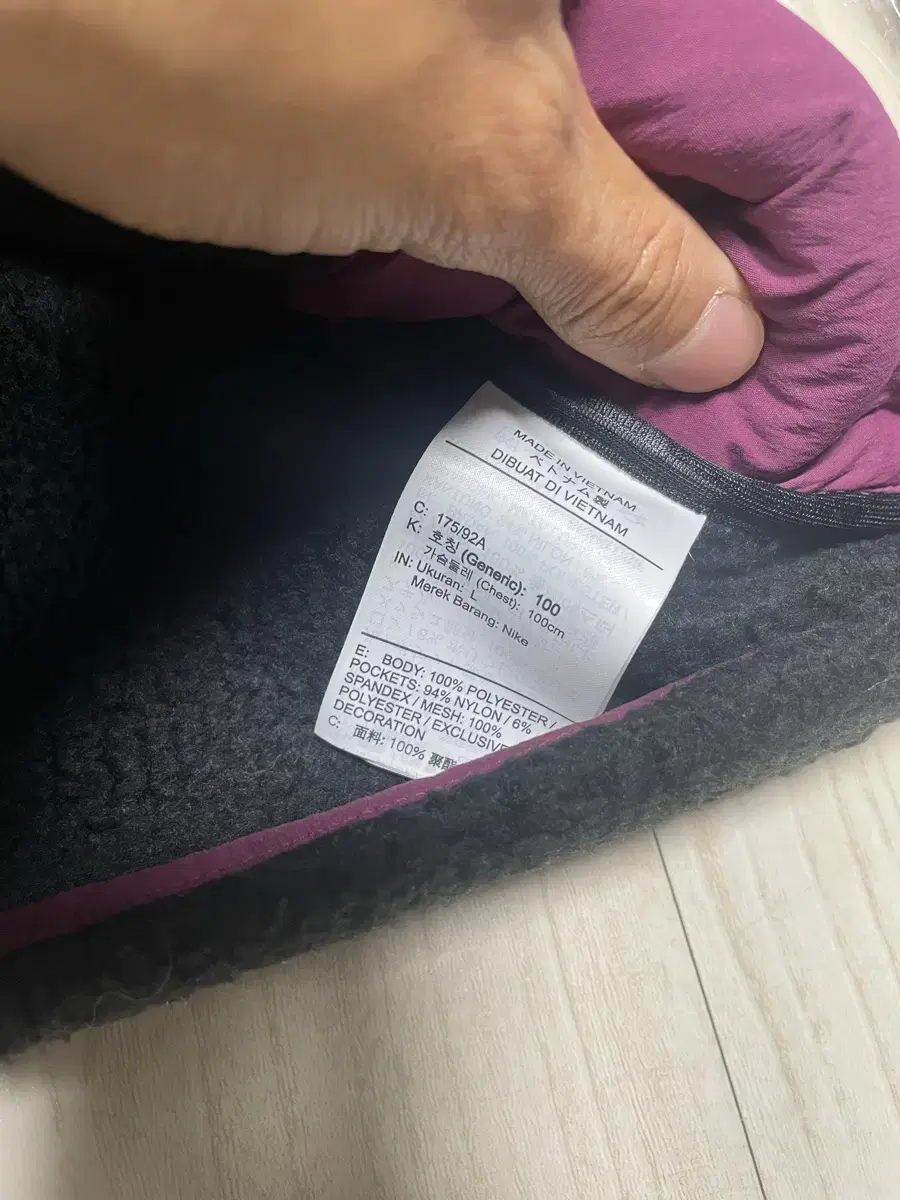 MADE IN VIETNAM
ベトナム製
DIBUAT DI VIETNAM
C: 175/92A
K: 호칭 (Generic): 100
가슴둘레 (Chest): 100cm
IN: Ukuran: L
Merek Barang: Nike
E: BODY: 100% POLYESTER /
POCKETS: 94% NYLON / 6%
SPANDEX / MESH: 100%
POLYESTER / EXCLUSIVE
DECORATION
C: 面料: 100% 聚酯